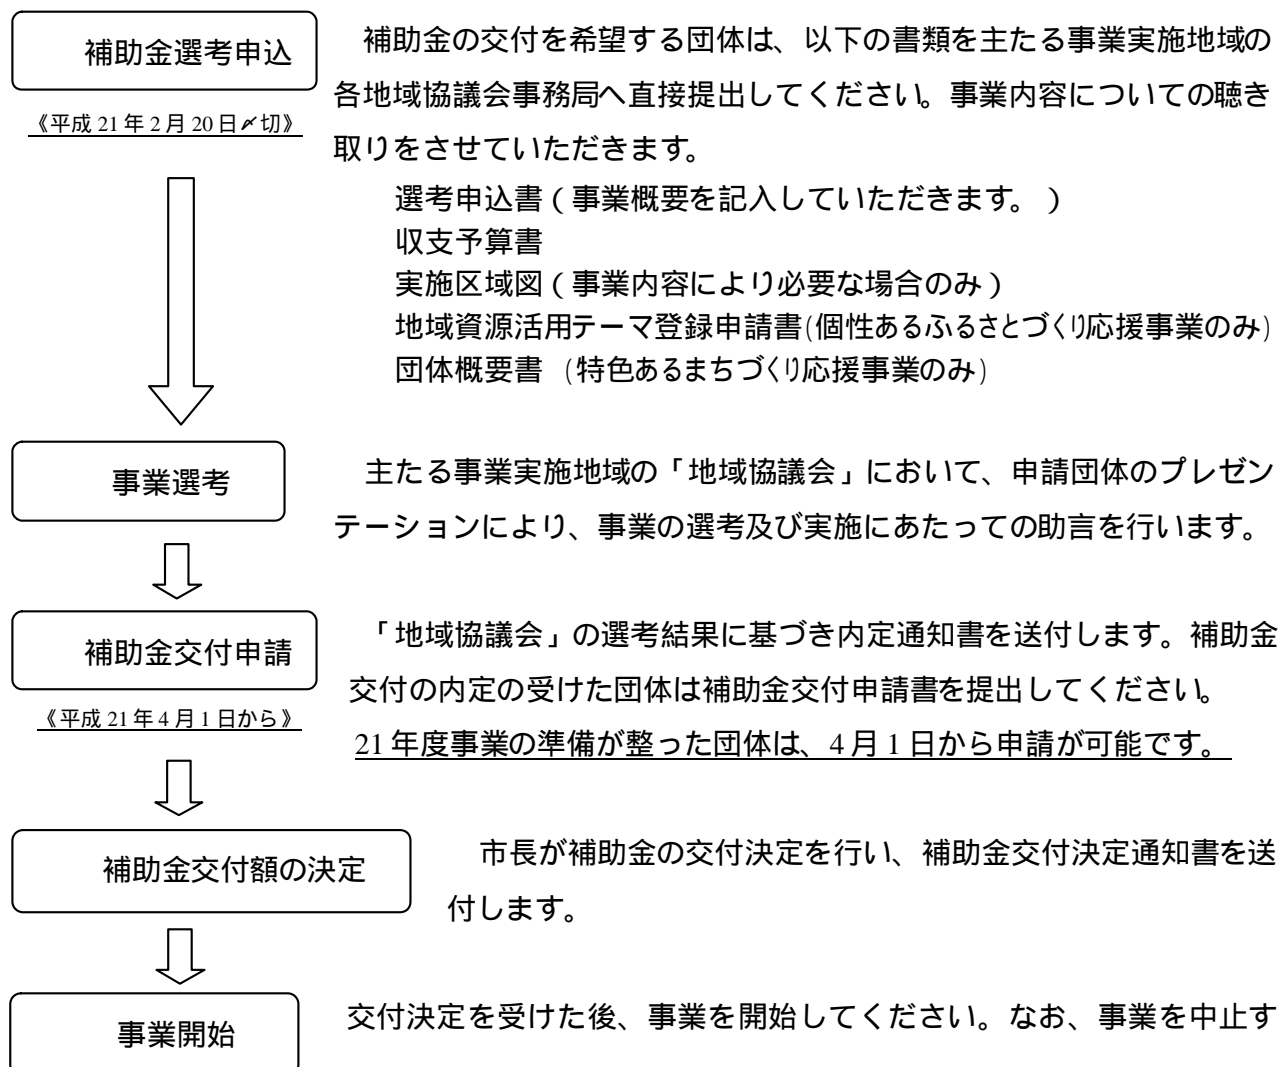 補助金選考申込
《平成 21 年 2 月 20 日〆切》
補助金の交付を希望する団体は、以下の書類を主たる事業実施地域の
各地域協議会事務局へ直接提出してください。事業内容についての聴き
取りをさせていただきます。
選考申込書（事業概要を記入していただきます。）
収支予算書
実施区域図（事業内容により必要な場合のみ）
地域資源活用テーマ登録申請書(個性あるふるさとづくり応援事業のみ)
団体概要書 (特色あるまちづくり応援事業のみ)
事業選考
主たる事業実施地域の「地域協議会」において、申請団体のプレゼン
テーションにより、事業の選考及び実施にあたっての助言を行います。
補助金交付申請
《平成 21 年 4 月 1 日から》
「地域協議会」の選考結果に基づき内定通知書を送付します。補助金
交付の内定の受けた団体は補助金交付申請書を提出してください。
21 年度事業の準備が整った団体は、4 月 1 日から申請が可能です。
補助金交付額の決定
市長が補助金の交付決定を行い、補助金交付決定通知書を送
付します。
事業開始
交付決定を受けた後、事業を開始してください。なお、事業を中止す